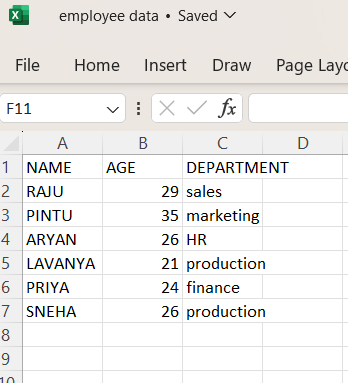 employee data • Saved
File Home Insert Draw Page Layo
F11 fx
A B C D
1 NAME AGE DEPARTMENT
2 RAJU 29 sales
3 PINTU 35 marketing
4 ARYAN 26 HR
5 LAVANYA 21 production
6 PRIYA 24 finance
7 SNEHA 26 production
8
9
10